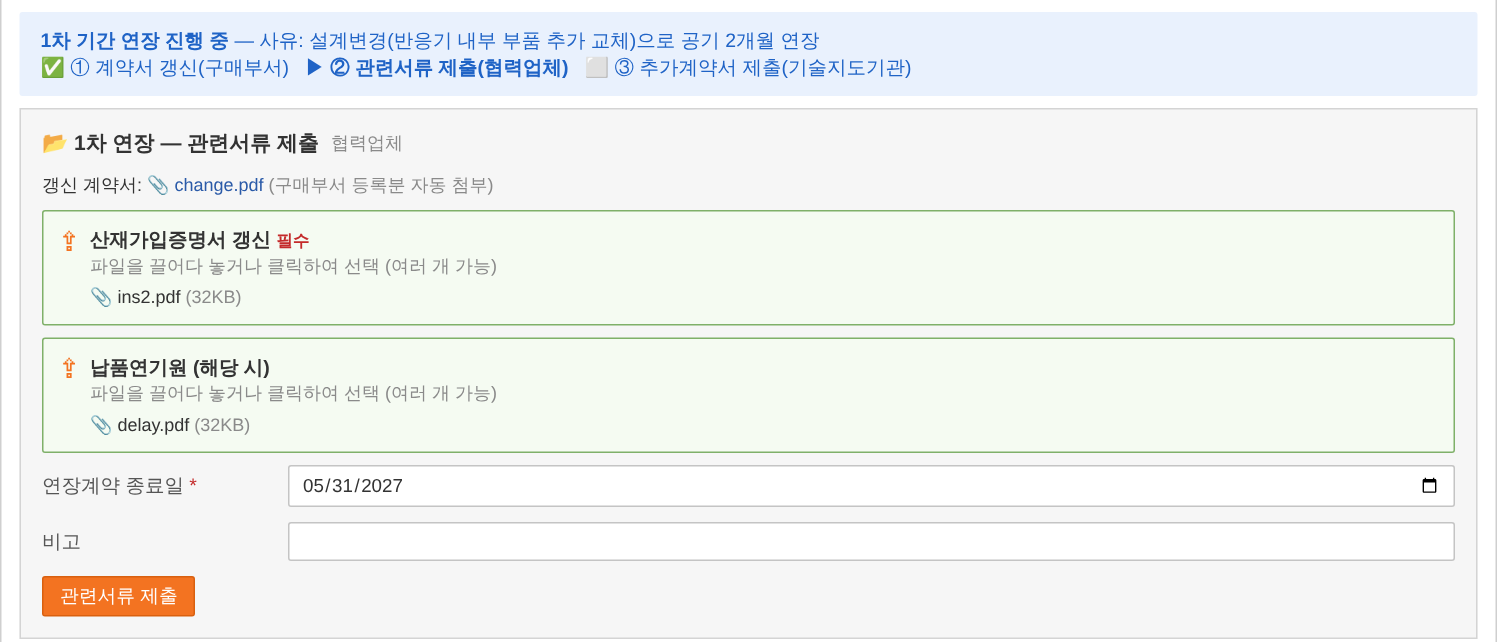 1차 기간 연장 진행 중 — 사유: 설계변경(반응기 내부 부품 추가 교체)으로 공기 2개월 연장
✅ ① 계약서 갱신(구매부서) ▶ ② 관련서류 제출(협력업체) ⬜ ③ 추가계약서 제출(기술지도기관)
📂 1차 연장 — 관련서류 제출 협력업체
갱신 계약서: 📎 change.pdf (구매부서 등록분 자동 첨부)
⇪ 산재가입증명서 갱신 필수
파일을 끌어다 놓거나 클릭하여 선택 (여러 개 가능)
📎 ins2.pdf (32KB)
⇪ 납품연기원 (해당 시)
파일을 끌어다 놓거나 클릭하여 선택 (여러 개 가능)
📎 delay.pdf (32KB)
연장계약 종료일 * 05/31/2027
비고
관련서류 제출